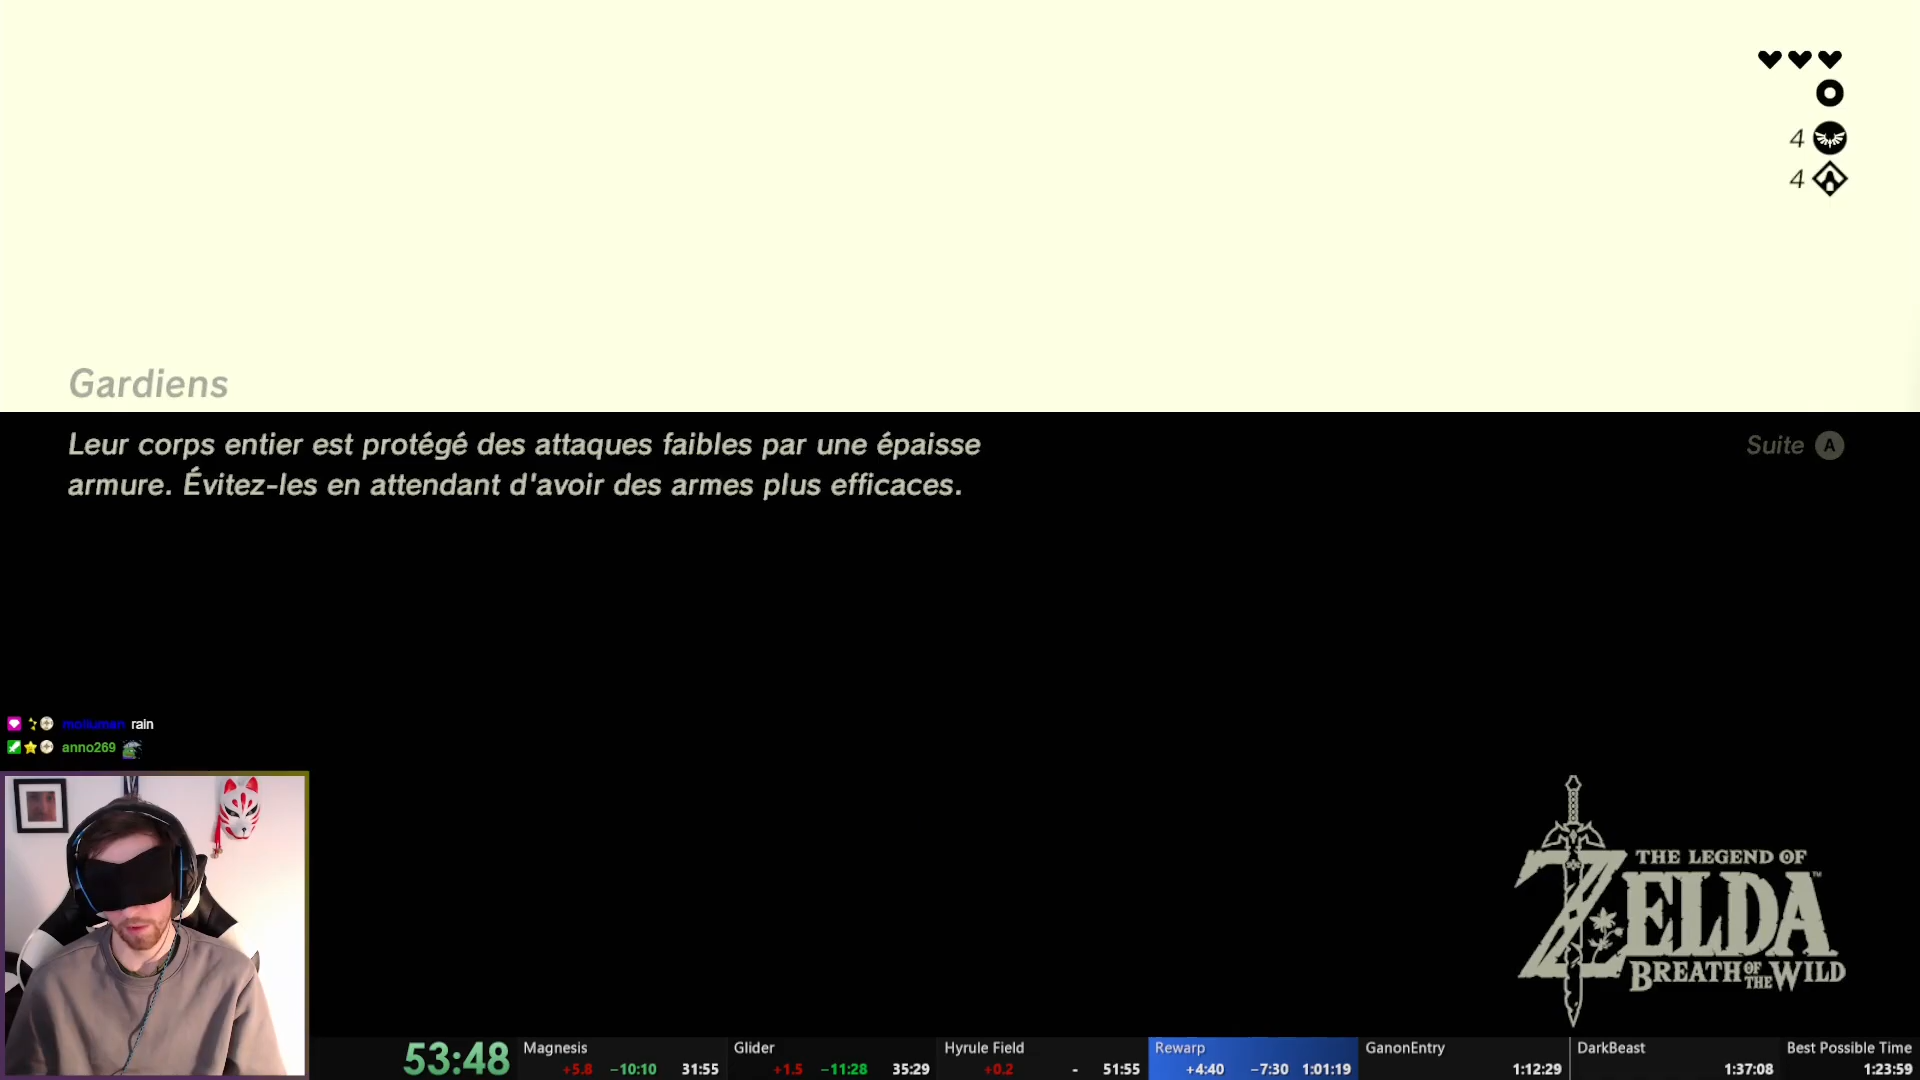 4
4
Gardiens
Leur corps entier est protégé des attaques faibles par une épaisse
armure. Évitez-les en attendant d'avoir des armes plus efficaces.
Suite A
moiluman rain
anno269
THE LEGEND OF
ZELDA™
BREATH OF THE WILD
53:48
Magnesis
+5.8 −10:10 31:55
Glider
+1.5 −11:28 35:29
Hyrule Field
+0.2 - 51:55
Rewarp
+4:40 −7:30 1:01:19
GanonEntry
1:12:29
DarkBeast
1:37:08
Best Possible Time
1:23:59